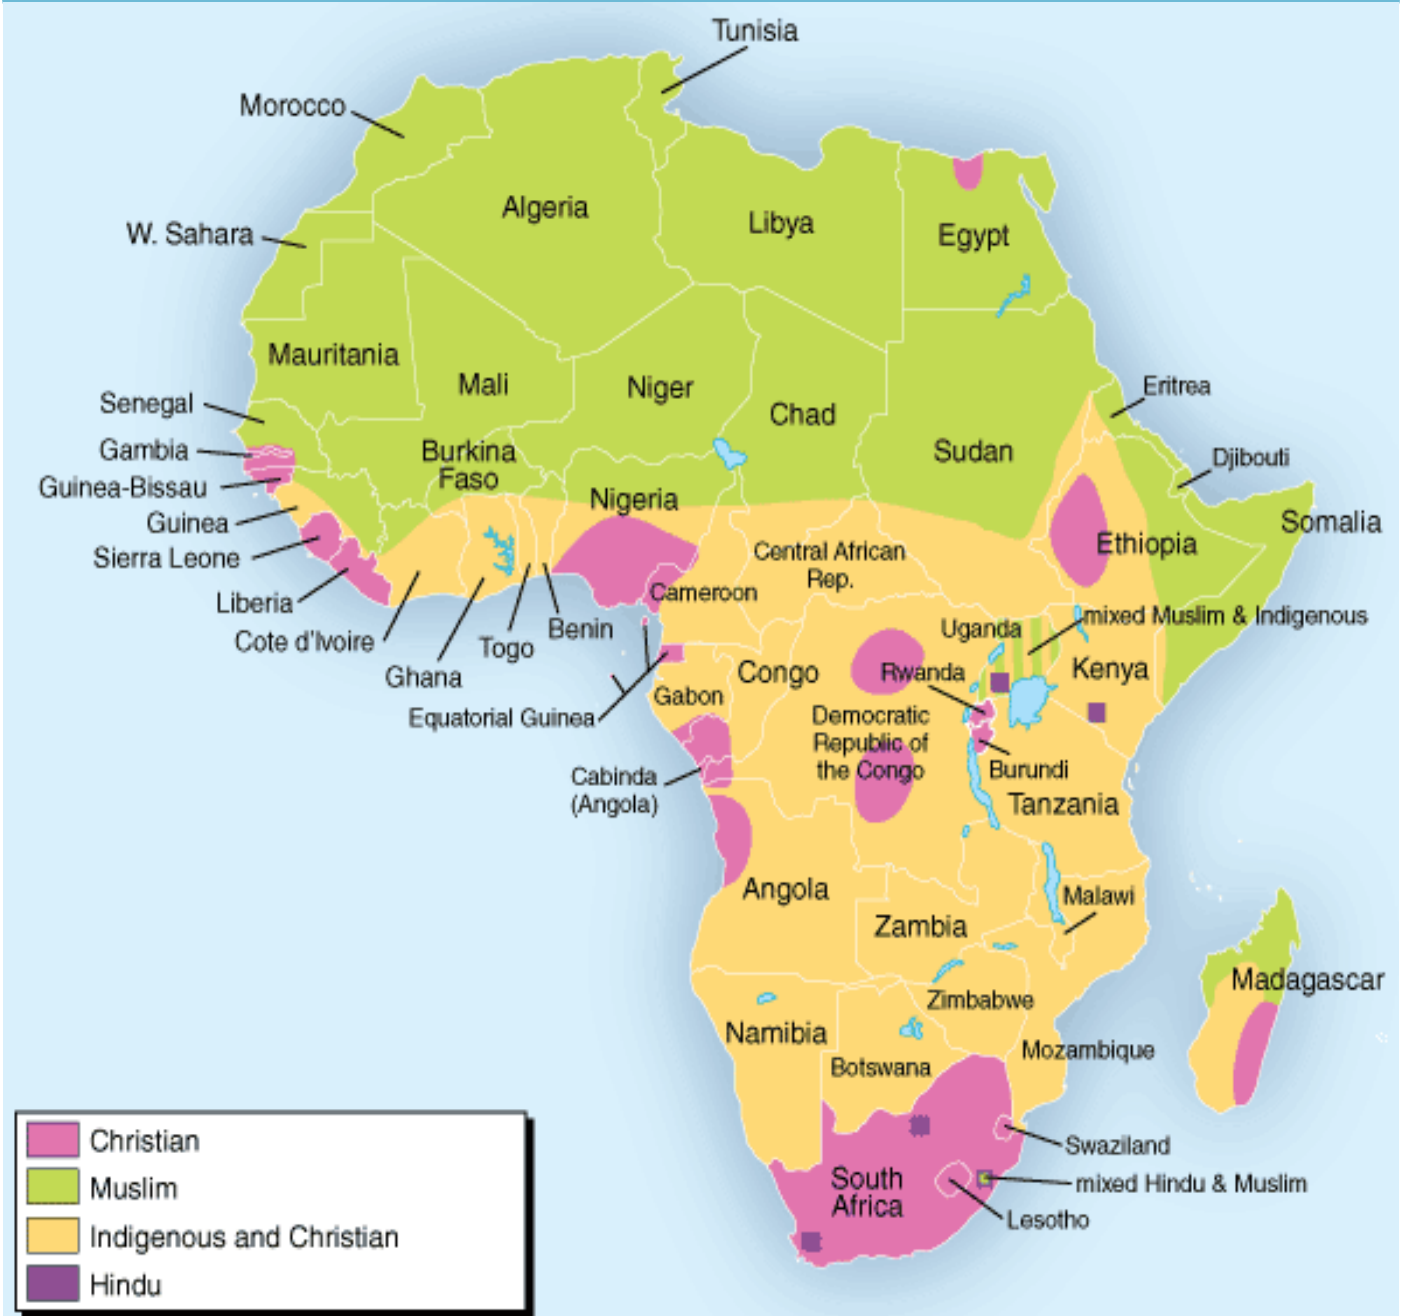 Tunisia
Morocco
Algeria
Libya
W. Sahara
Egypt
Mauritania
Mali
Niger
Chad
Eritrea
Senegal
Gambia
Burkina
Faso
Sudan
Djibouti
Guinea-Bissau
Nigeria
Guinea
Somalia
Sierra Leone
Central African
Rep.
Ethiopia
Liberia
Cameroon
mixed Muslim & Indigenous
Cote d'Ivoire
Benin
Uganda
Togo
Ghana
Congo
Rwanda
Kenya
Gabon
Equatorial Guinea
Democratic
Republic of
the Congo
Cabinda
(Angola)
Burundi
Tanzania
Angola
Malawi
Zambia
Madagascar
Zimbabwe
Namibia
Mozambique
Botswana
Swaziland
South
Africa
mixed Hindu & Muslim
Lesotho
Christian
Muslim
Indigenous and Christian
Hindu